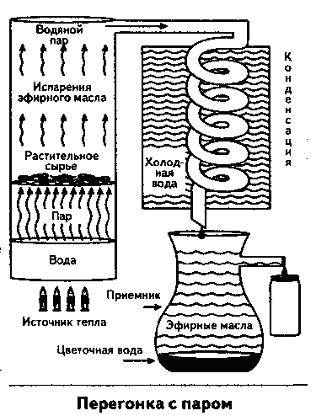 Водяной
пар
Испарения
эфирного масла
Растительное
сырье
Пар
Вода
Источник тепла
Холод-
ная
вода
Конденсация
Приемник
Эфирные масла
Цветочная вода
Перегонка с паром